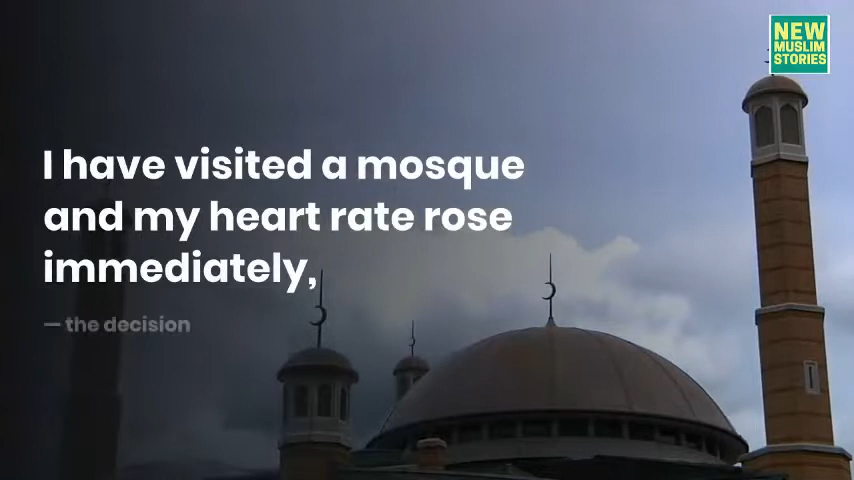 NEW
MUSLIM
STORIES
I have visited a mosque
and my heart rate rose
immediately,
— the decision